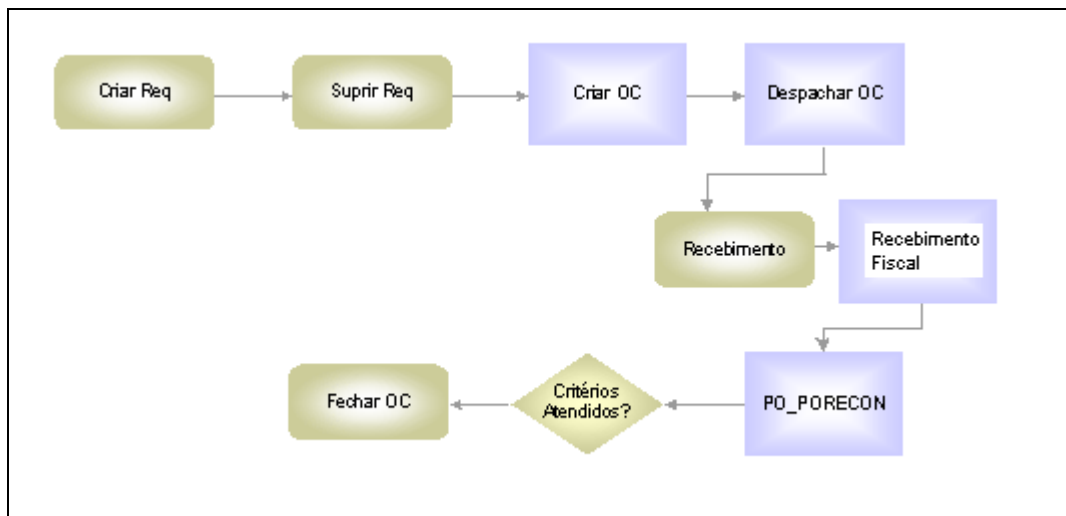 Criar Req
Suprir Req
Criar OC
Despachar OC
Recebimento
Recebimento
Fiscal
Fechar OC
Critérios
Atendidos?
PO_PORECON